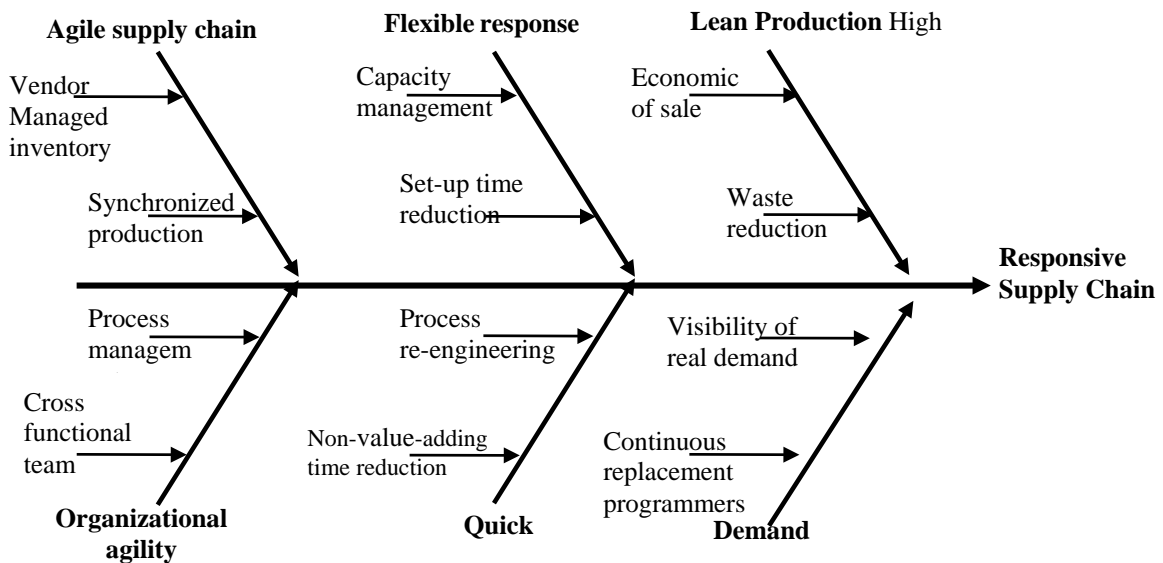 Agile supply chain
Flexible response
Lean Production High
Vendor
Managed
inventory
Capacity
management
Economic
of sale
Synchronized
production
Set-up time
reduction
Waste
reduction
Responsive
Supply Chain
Process
managem
Process
re-engineering
Visibility of
real demand
Cross
functional
team
Non-value-adding
time reduction
Continuous
replacement
programmers
Organizational
agility
Quick
Demand